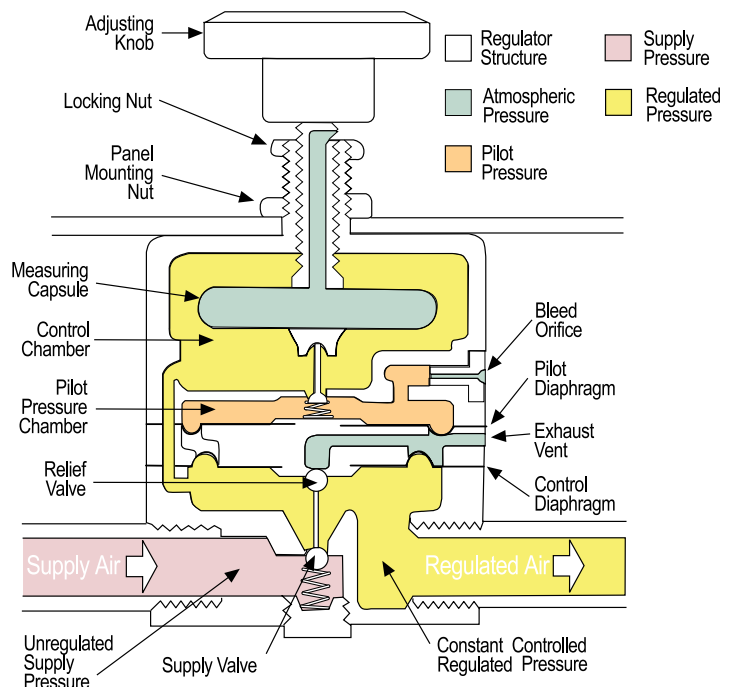 Adjusting
Knob
Regulator
Structure
Supply
Pressure
Locking Nut
Atmospheric
Pressure
Regulated
Pressure
Panel
Mounting
Nut
Pilot
Pressure
Measuring
Capsule
Control
Chamber
Bleed
Orifice
Pilot
Diaphragm
Pilot
Pressure
Chamber
Exhaust
Vent
Relief
Valve
Control
Diaphragm
Supply Air
Regulated Air
Unregulated
Supply
Pressure
Supply Valve
Constant
Regulated Controlled
Pressure